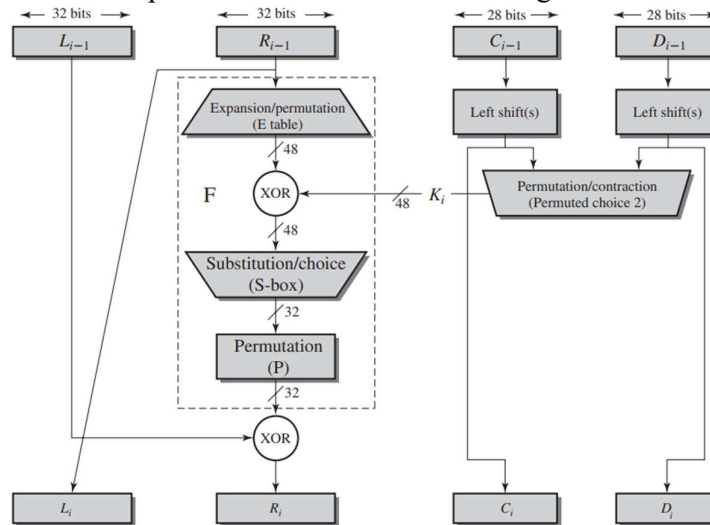 32 bits 32 bits 28 bits 28 bits
L_{i−1} R_{i−1} C_{i−1} D_{i−1}
Expansion/permutation
(E table)
Left shift(s) Left shift(s)
48
F XOR 48 K_i
Permutation/contraction
(Permuted choice 2)
48
Substitution/choice
(S-box)
32
Permutation
(P)
32
XOR
L_i R_i C_i D_i